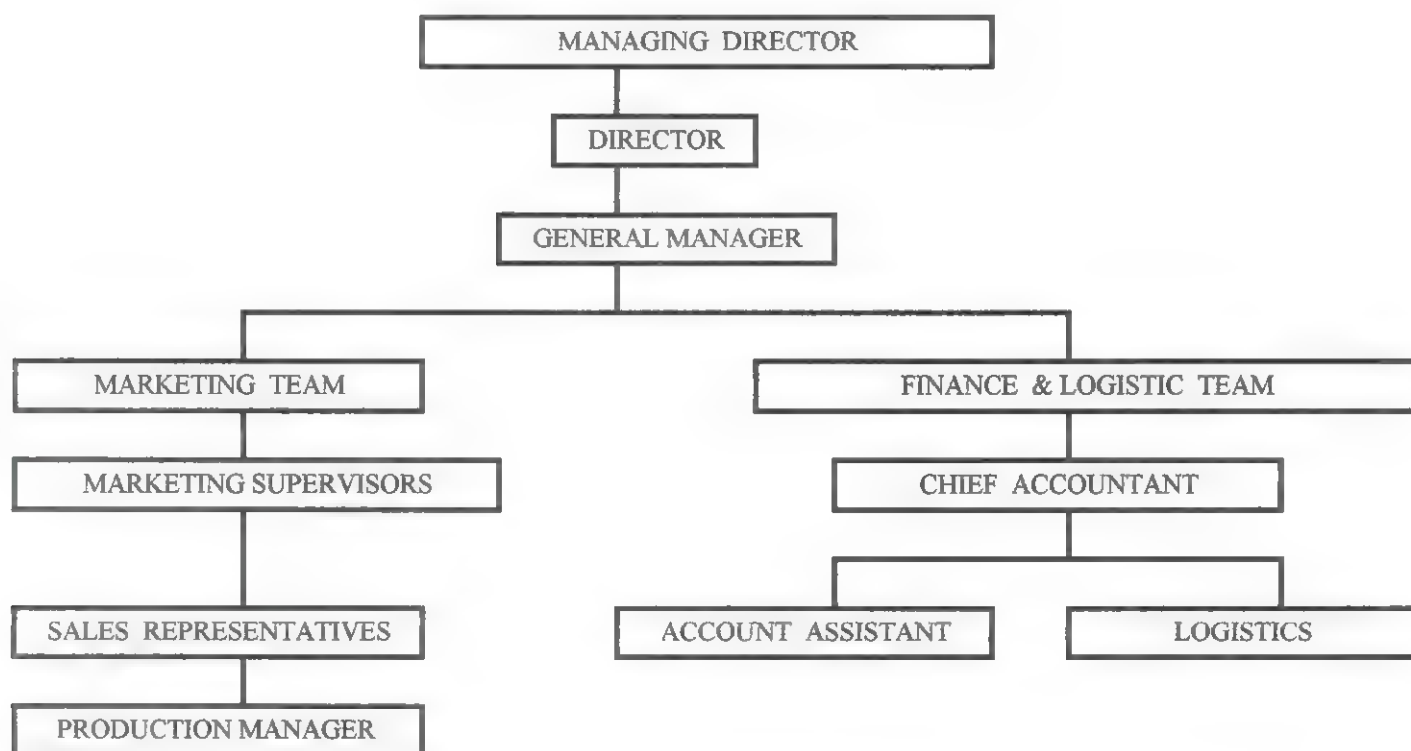 MANAGING DIRECTOR
DIRECTOR
GENERAL MANAGER
MARKETING TEAM
FINANCE & LOGISTIC TEAM
MARKETING SUPERVISORS
CHIEF ACCOUNTANT
SALES REPRESENTATIVES
ACCOUNT ASSISTANT
LOGISTICS
PRODUCTION MANAGER